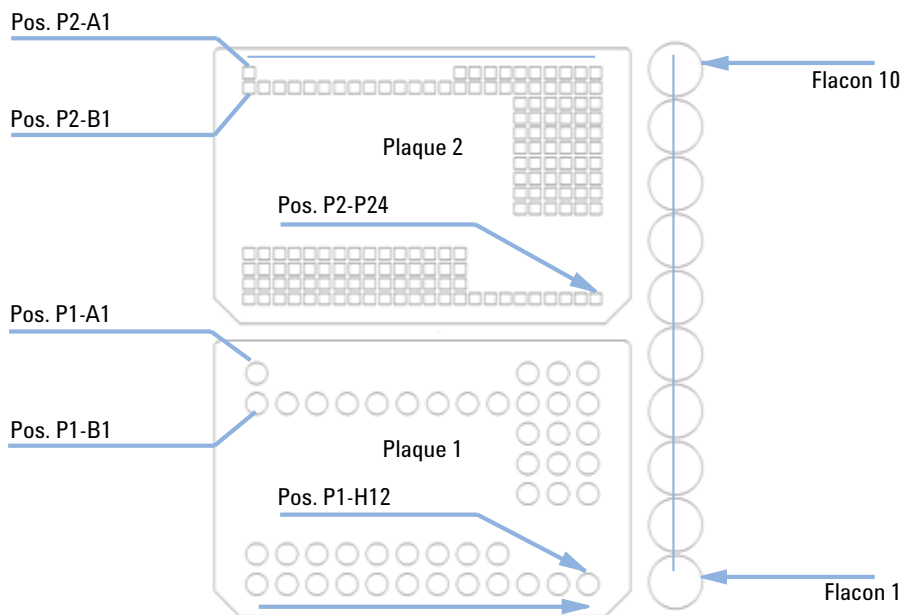 Pos. P2-A1
Flacon 10
Pos. P2-B1
Plaque 2
Pos. P2-P24
Pos. P1-A1
Pos. P1-B1
Plaque 1
Pos. P1-H12
Flacon 1